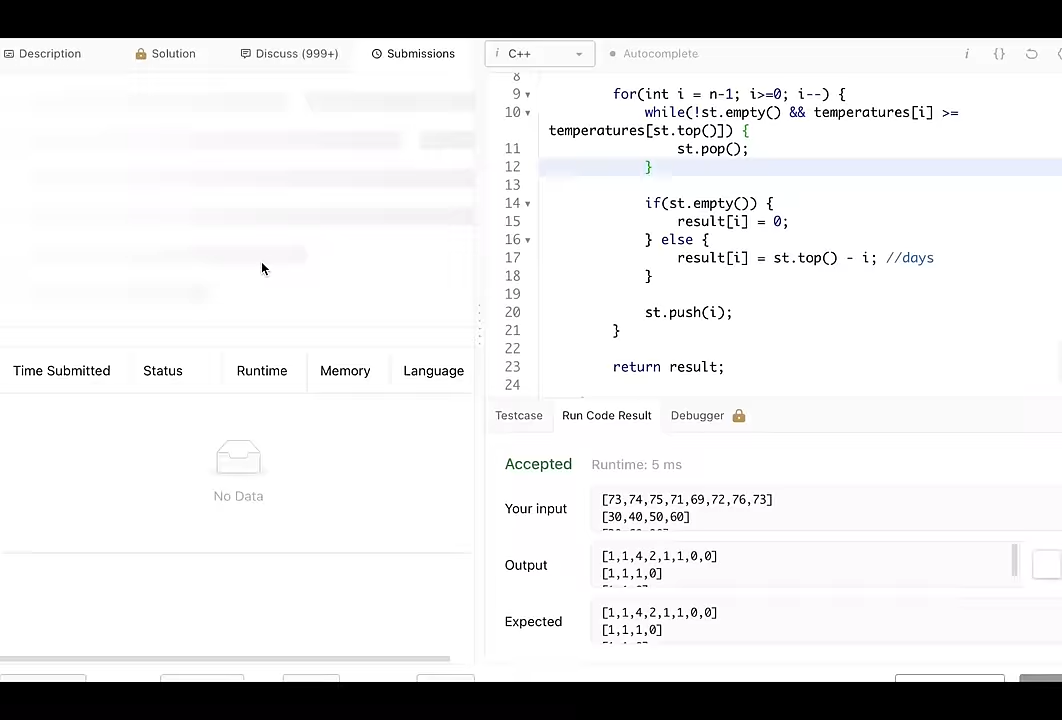 Description
Solution
Discuss (999+)
Submissions
Time Submitted
Status
Runtime
Memory
Language
No Data
i C++
Autocomplete
i {}
8
9 for(int i = n-1; i>=0; i--) {
10 while(!st.empty() && temperatures[i] >=
temperatures[st.top()]) {
11 st.pop();
12 }
13
14 if(st.empty()) {
15 result[i] = 0;
16 } else {
17 result[i] = st.top() - i; //days
18 }
19
20 st.push(i);
21 }
22
23 return result;
24
Testcase
Run Code Result
Debugger
Accepted
Runtime: 5 ms
Your input
[73,74,75,71,69,72,76,73]
[30,40,50,60]
Output
[1,1,4,2,1,1,0,0]
[1,1,1,0]
Expected
[1,1,4,2,1,1,0,0]
[1,1,1,0]